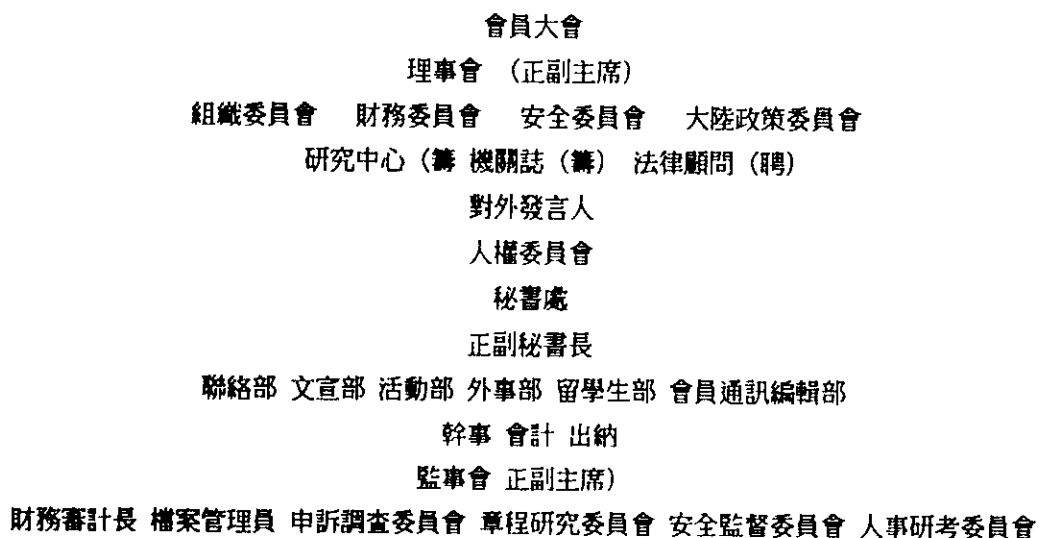 會員大會
理事會 （正副主席）
組織委員會 財務委員會 安全委員會 大陸政策委員會
研究中心（籌 機關誌（籌） 法律顧問（聘）
對外發言人
人權委員會
秘書處
正副秘書長
聯絡部 文宣部 活動部 外事部 留學生部 會員通訊編輯部
幹事 會計 出納
監事會 正副主席）
財務審計長 檔案管理員 申訴調查委員會 章程研究委員會 安全監督委員會 人事研考委員會